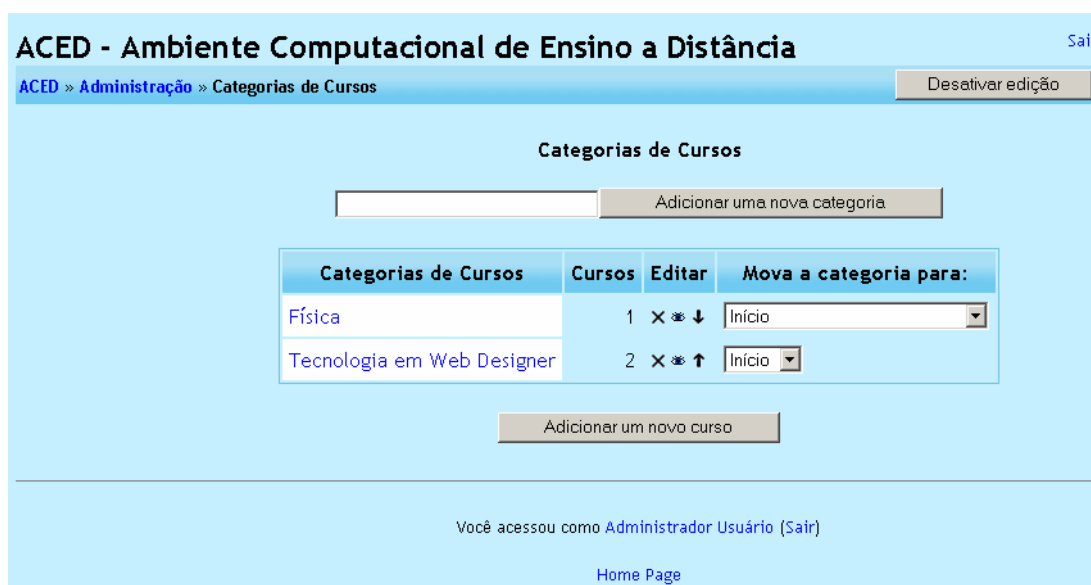 ACED - Ambiente Computacional de Ensino a Distância
Sair
ACED » Administração » Categorias de Cursos
Desativar edição
Categorias de Cursos
Adicionar uma nova categoria
Categorias de Cursos Cursos Editar Mova a categoria para:
Física 1 Início
Tecnologia em Web Designer 2 Início
Adicionar um novo curso
Você acessou como Administrador Usuário (Sair)
Home Page